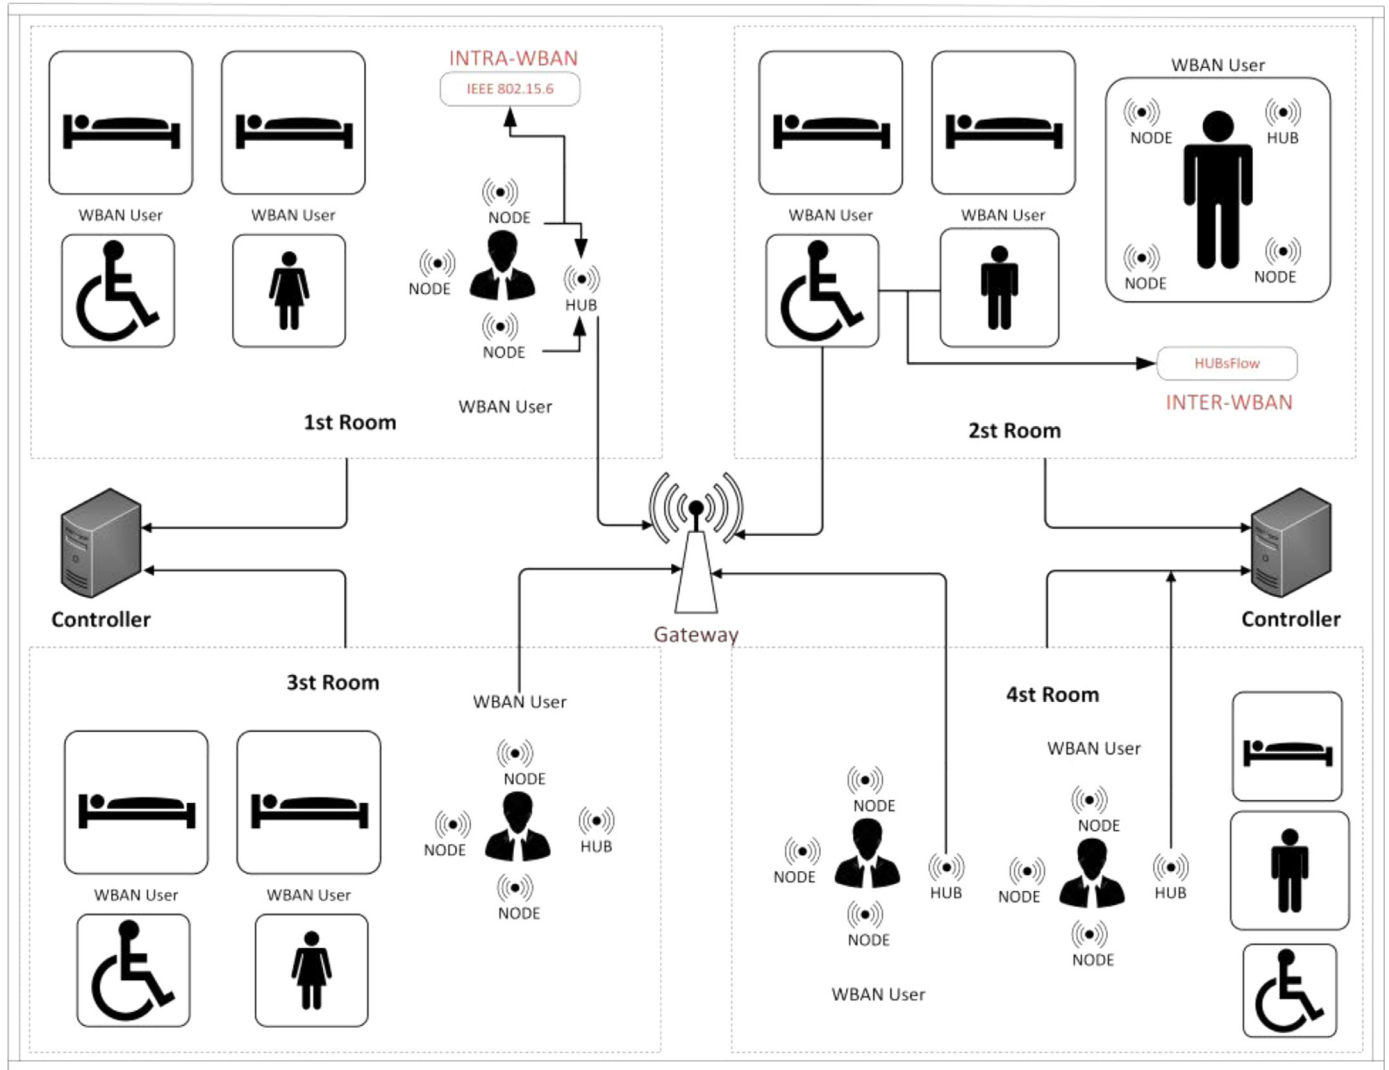 INTRA-WBAN
IEEE 802.15.6
NODE
NODE
HUB
NODE
WBAN User
WBAN User
WBAN User
1st Room
WBAN User
NODE
HUB
NODE
NODE
WBAN User
WBAN User
HUBsFlow
INTER-WBAN
2st Room
Controller
Gateway
Controller
3st Room
WBAN User
NODE
NODE
HUB
NODE
WBAN User
WBAN User
4st Room
WBAN User
NODE
NODE
HUB
NODE
NODE
NODE
HUB
NODE
WBAN User